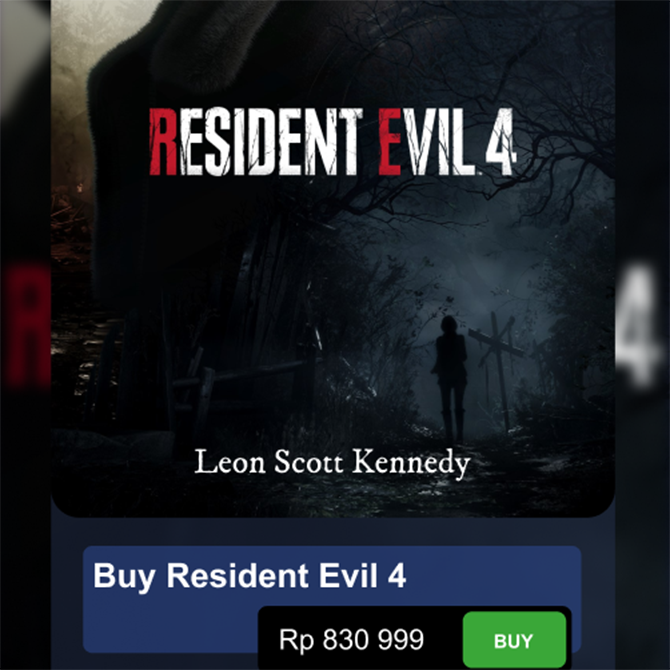 RESIDENT EVIL 4
Leon Scott Kennedy
Buy Resident Evil 4
Rp 830 999
BUY